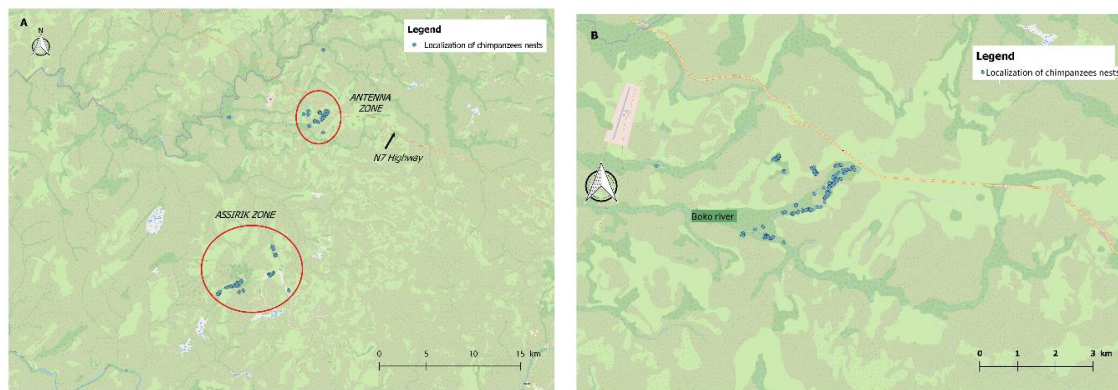 A
N
Legend
Localization of chimpanzees nests
ANTENNA
ZONE
N7 Highway
ASSIRIK ZONE
0 5 10 15 km
B
Legend
Localization of chimpanzees nests
Boko river
0 1 2 3 km